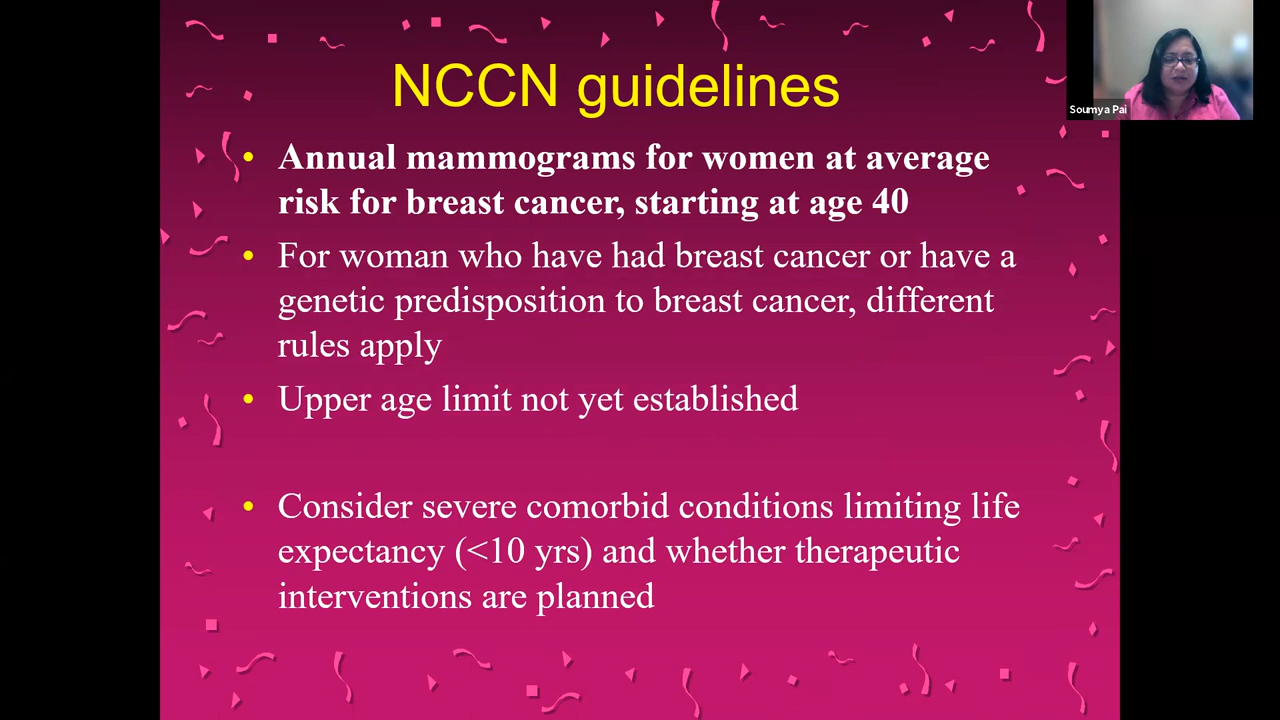 NCCN guidelines
Soumya Pai
• Annual mammograms for women at average
risk for breast cancer, starting at age 40
• For woman who have had breast cancer or have a
genetic predisposition to breast cancer, different
rules apply
• Upper age limit not yet established
• Consider severe comorbid conditions limiting life
expectancy (<10 yrs) and whether therapeutic
interventions are planned